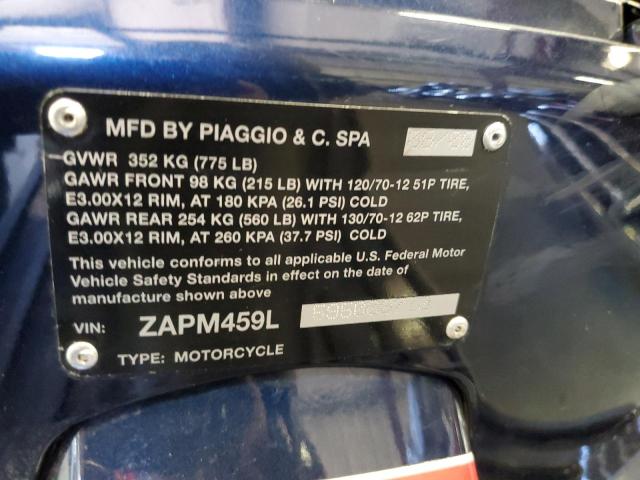 MFD BY PIAGGIO & C. SPA
GVWR 352 KG (775 LB)
GAWR FRONT 98 KG (215 LB) WITH 120/70-12 51P TIRE,
E3.00X12 RIM, AT 180 KPA (26.1 PSI) COLD
GAWR REAR 254 KG (560 LB) WITH 130/70-12 62P TIRE,
E3.00X12 RIM, AT 260 KPA (37.7 PSI) COLD
This vehicle conforms to all applicable U.S. Federal Motor
Vehicle Safety Standards in effect on the date of
manufacture shown above
VIN: ZAPM459L
TYPE: MOTORCYCLE